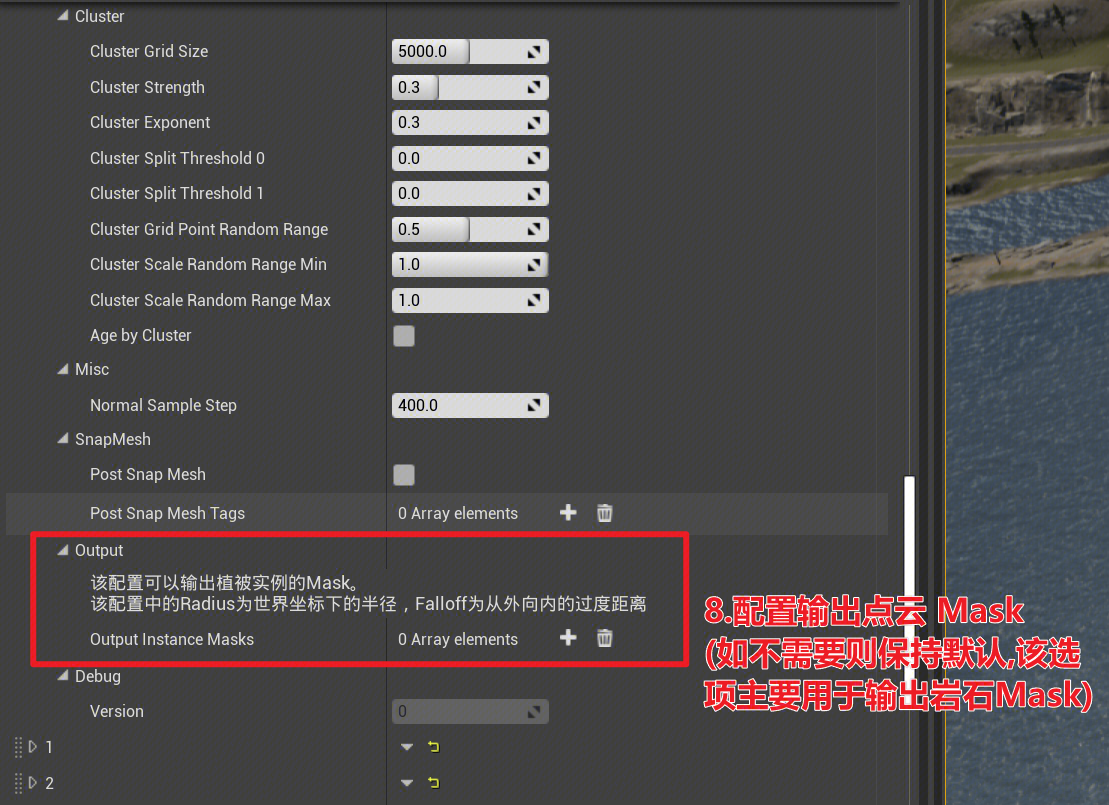 Cluster
Cluster Grid Size 5000.0
Cluster Strength 0.3
Cluster Exponent 0.3
Cluster Split Threshold 0 0.0
Cluster Split Threshold 1 0.0
Cluster Grid Point Random Range 0.5
Cluster Scale Random Range Min 1.0
Cluster Scale Random Range Max 1.0
Age by Cluster
Misc
Normal Sample Step 400.0
SnapMesh
Post Snap Mesh
Post Snap Mesh Tags 0 Array elements
Output
该配置可以输出植被实例的Mask。
该配置中的Radius为世界坐标下的半径，Falloff为从外向内的过度距离
Output Instance Masks 0 Array elements
8.配置输出点云 Mask
(如不需要则保持默认,该选
项主要用于输出岩石Mask)
Debug
Version 0
1
2